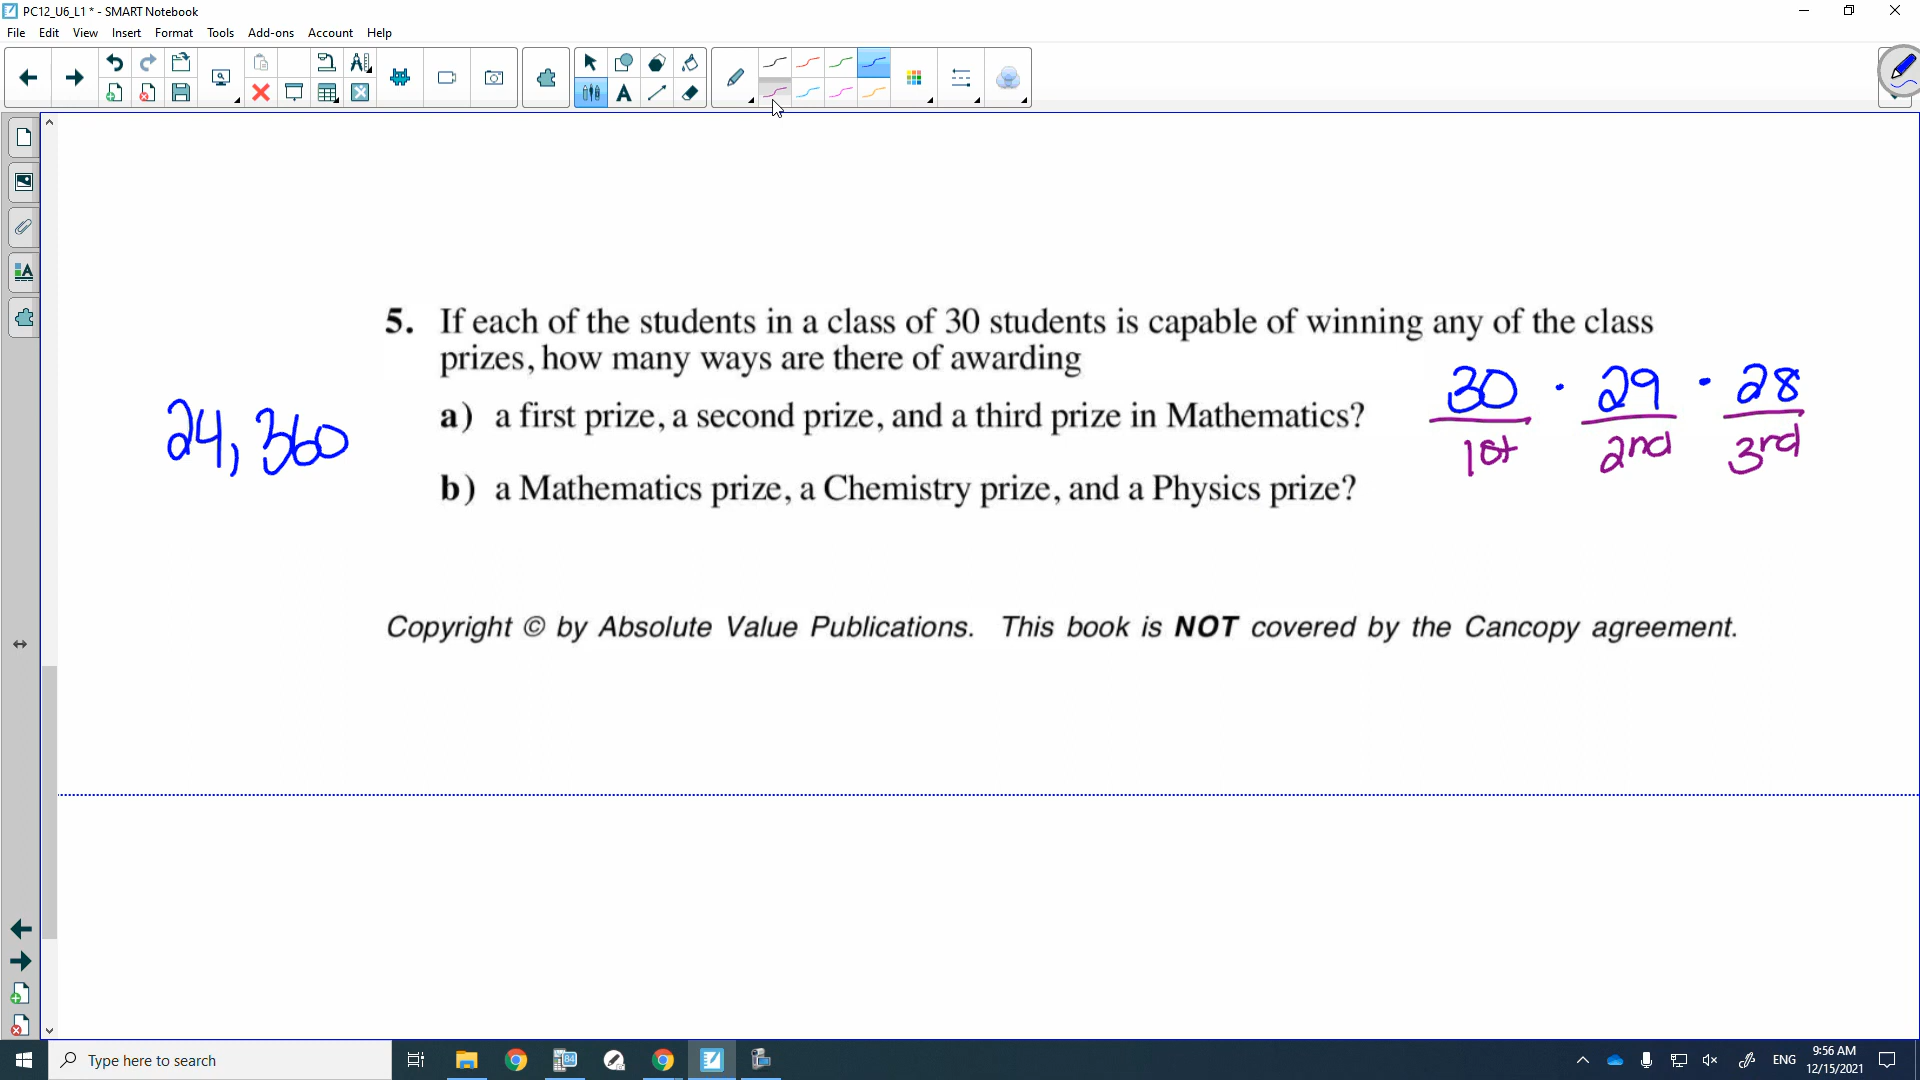 PC12_U6_L1 * - SMART Notebook
File Edit View Insert Format Tools Add-ons Account Help
5. If each of the students in a class of 30 students is capable of winning any of the class
prizes, how many ways are there of awarding
30 · 29 · 28
a) a first prize, a second prize, and a third prize in Mathematics?
24,360
1st 2nd 3rd
b) a Mathematics prize, a Chemistry prize, and a Physics prize?
Copyright © by Absolute Value Publications. This book is NOT covered by the Cancopy agreement.
Type here to search
84
ENG
9:56 AM
12/15/2021